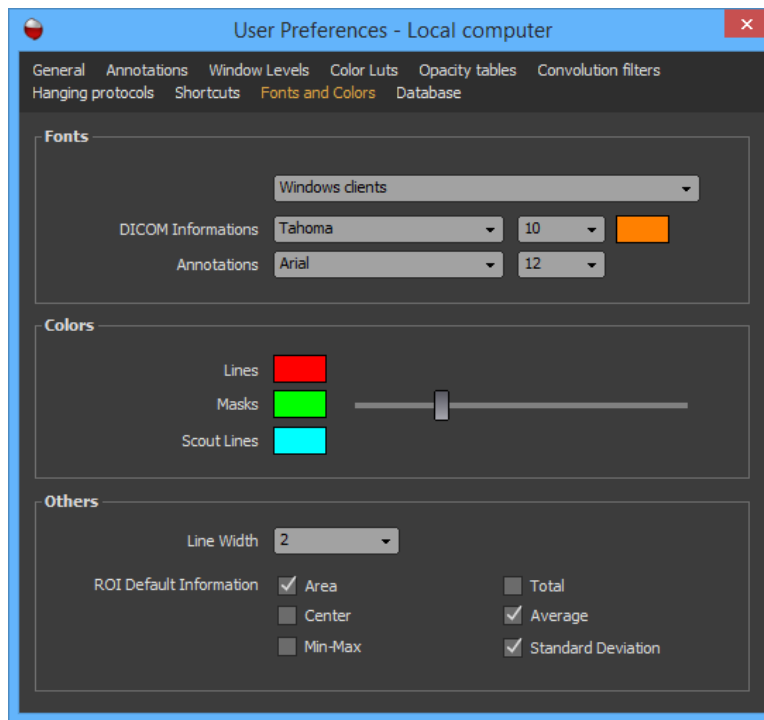 User Preferences - Local computer
General Annotations Window Levels Color Luts Opacity tables Convolution filters
Hanging protocols Shortcuts Fonts and Colors Database
Fonts
Windows clients
DICOM Informations Tahoma 10
Annotations Arial 12
Colors
Lines
Masks
Scout Lines
Others
Line Width 2
ROI Default Information Area Total
Center Average
Min-Max Standard Deviation